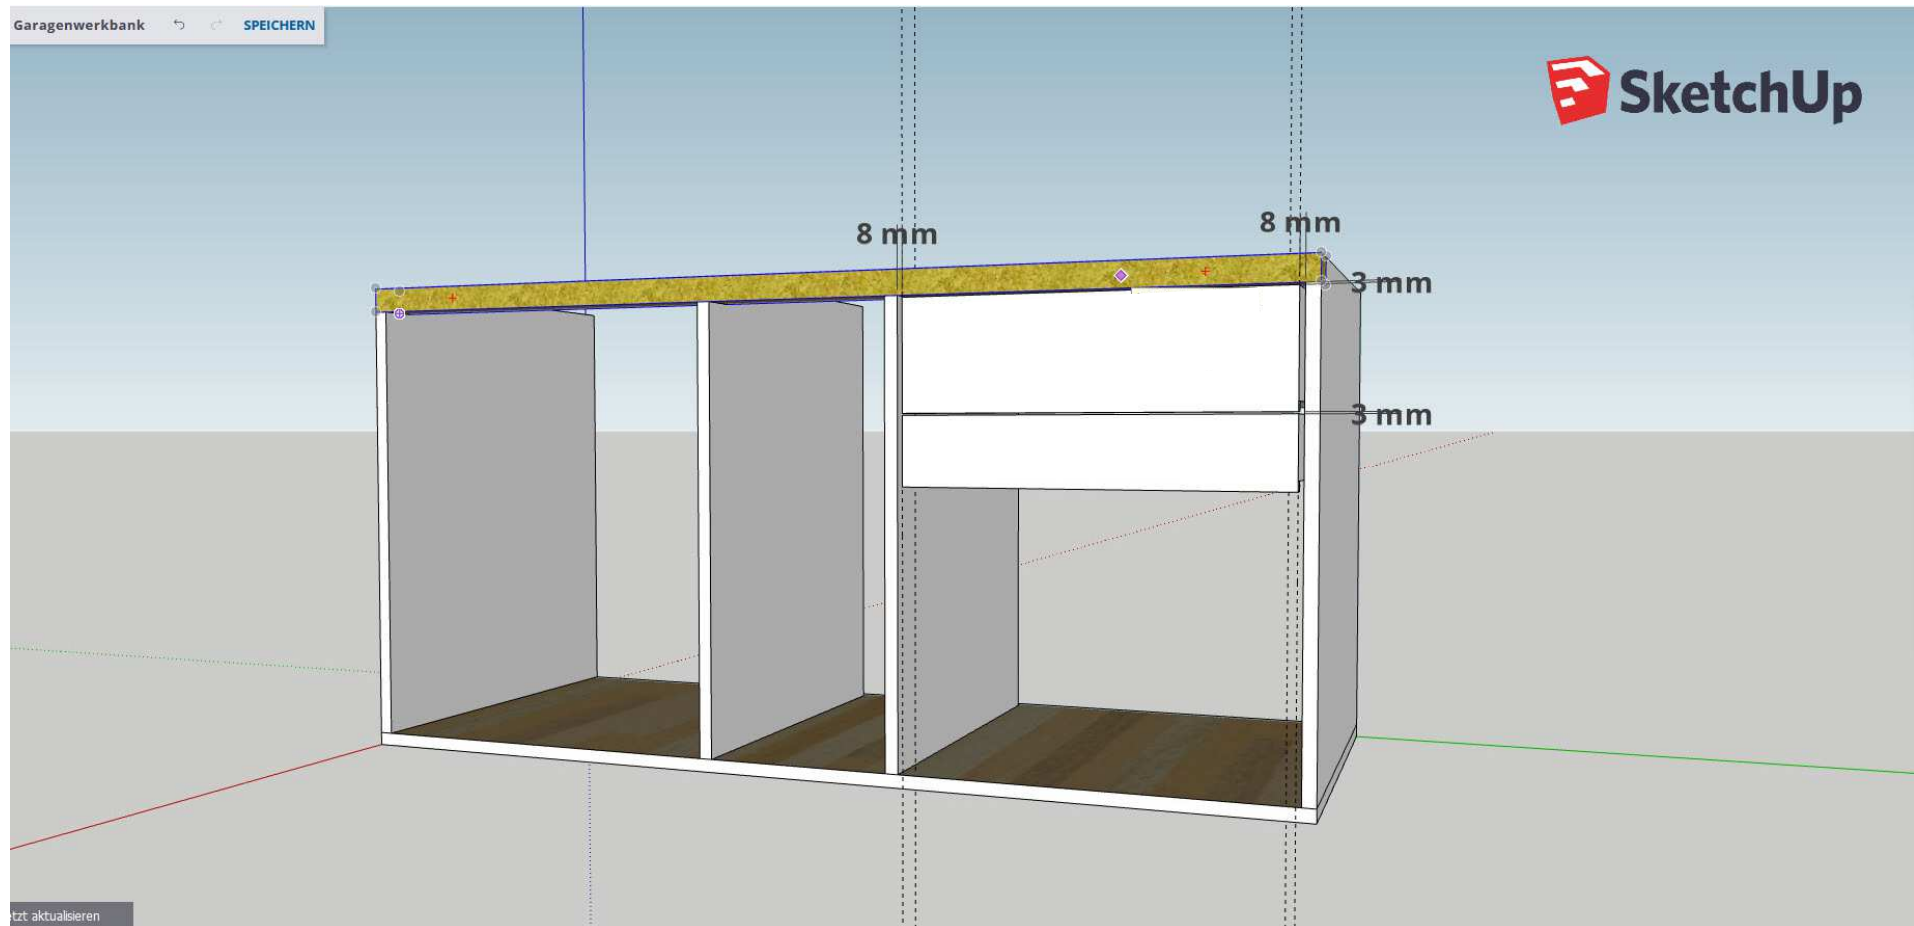 Garagenwerkbank SPEICHERN
SketchUp
8 mm
8 mm
3 mm
3 mm
tzt aktualisieren